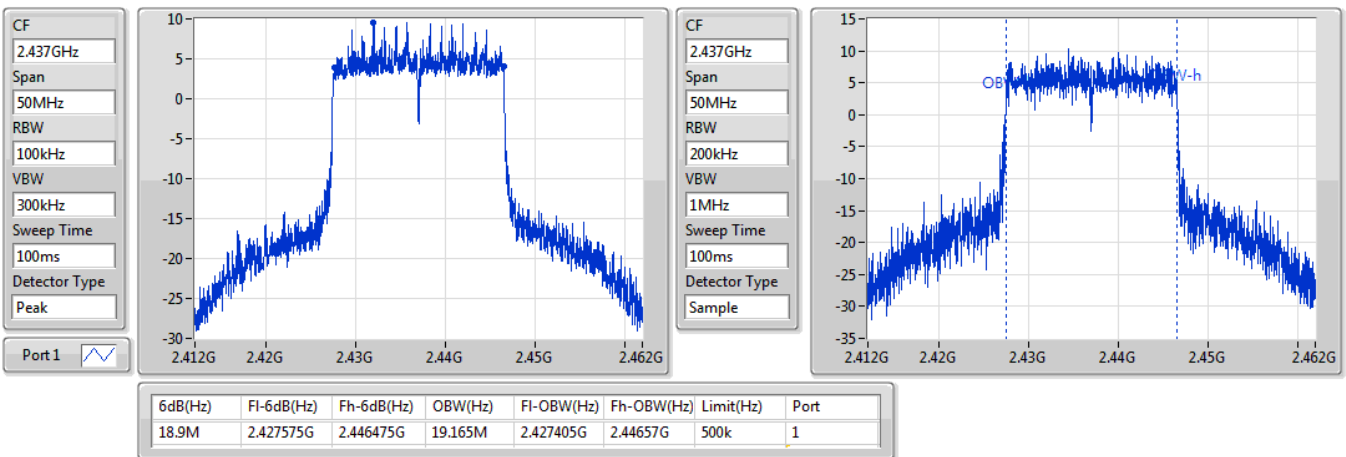 CF
2.437GHz
Span
50MHz
RBW
100kHz
VBW
300kHz
Sweep Time
100ms
Detector Type
Peak
Port 1
10
5
0
-5
-10
-15
-20
-25
-30
2.412G 2.42G 2.43G 2.44G 2.45G 2.462G
CF
2.437GHz
Span
50MHz
RBW
200kHz
VBW
1MHz
Sweep Time
100ms
Detector Type
Sample
15
10
5
0
-5
-10
-15
-20
-25
-30
-35
2.412G 2.42G 2.43G 2.44G 2.45G 2.462G
6dB(Hz) Fl-6dB(Hz) Fh-6dB(Hz) OBW(Hz) Fl-OBW(Hz) Fh-OBW(Hz) Limit(Hz) Port
18.9M 2.427575G 2.446475G 19.165M 2.427405G 2.44657G 500k 1